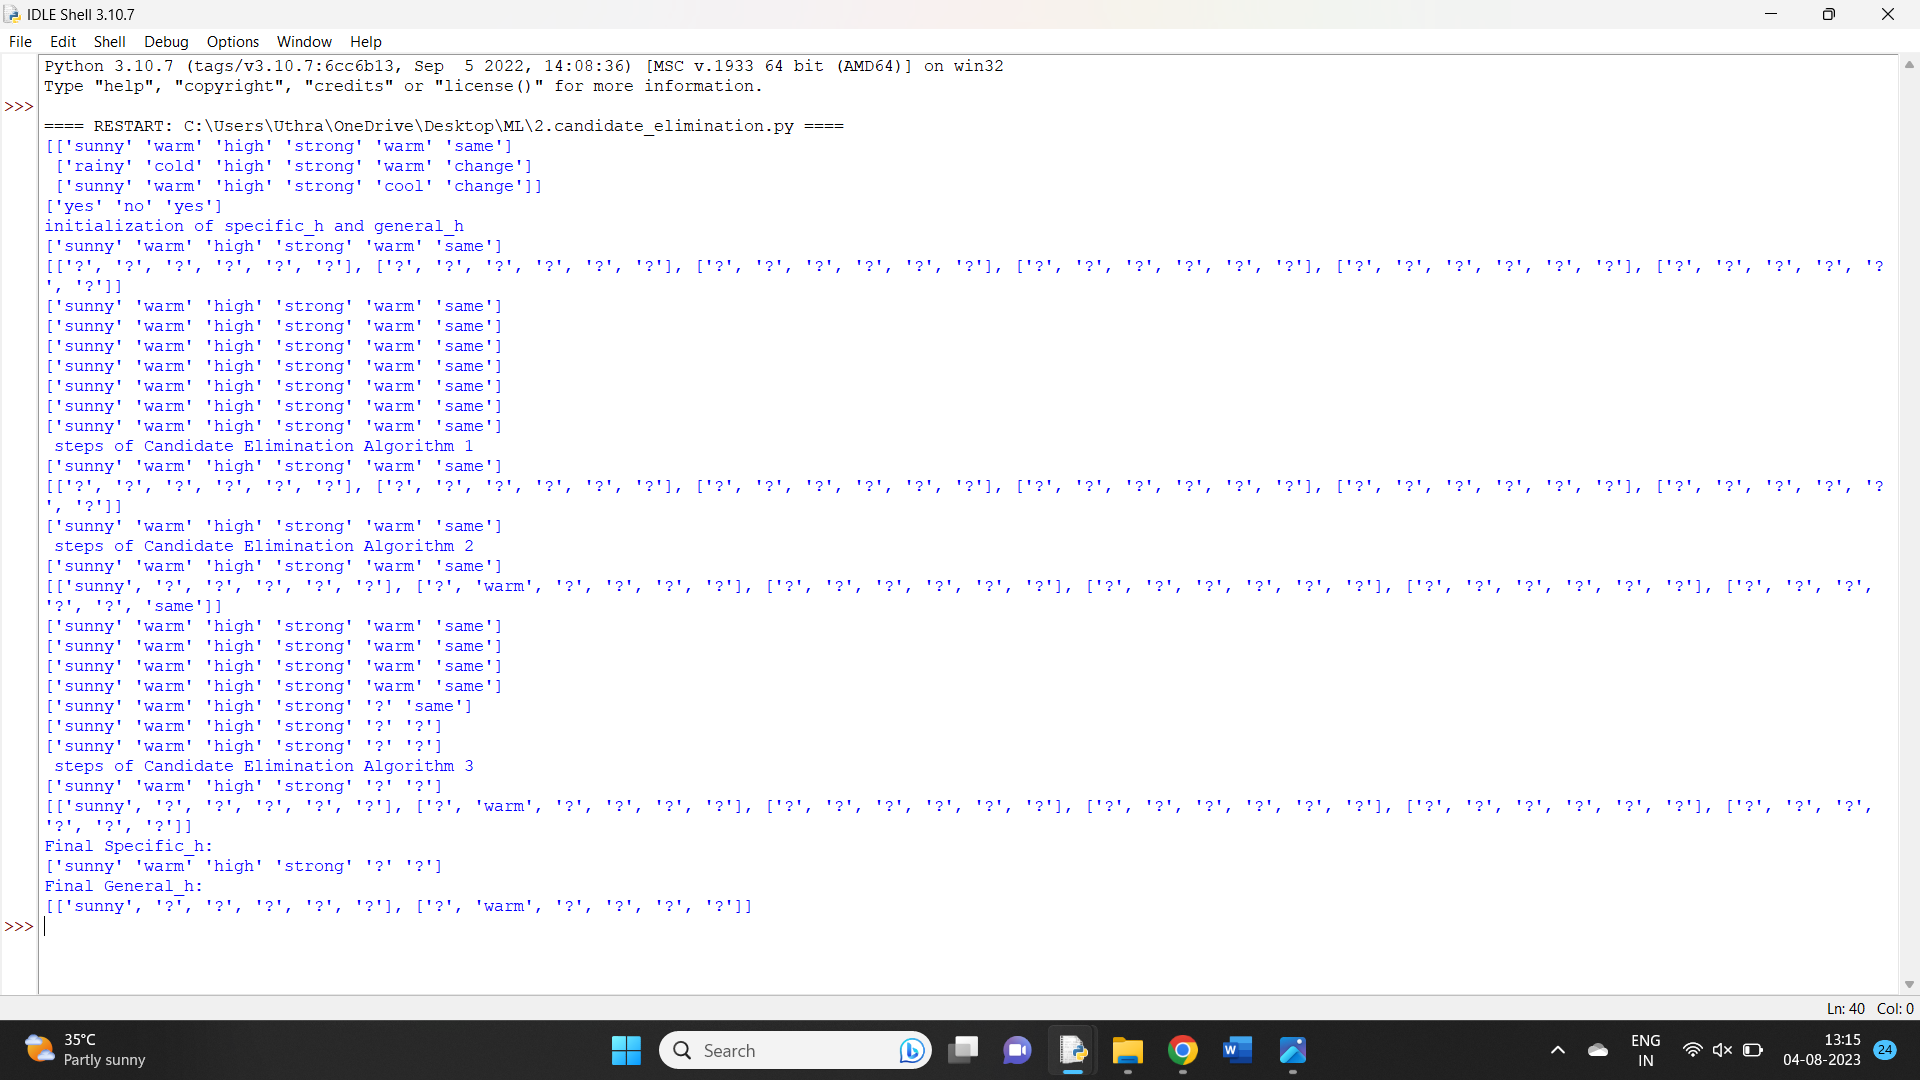 IDLE Shell 3.10.7
File Edit Shell Debug Options Window Help
Python 3.10.7 (tags/v3.10.7:6cc6b13, Sep  5 2022, 14:08:36) [MSC v.1933 64 bit (AMD64)] on win32
Type "help", "copyright", "credits" or "license()" for more information.
>>>
==== RESTART: C:\Users\Uthra\OneDrive\Desktop\ML\2.candidate_elimination.py ====
[['sunny' 'warm' 'high' 'strong' 'warm' 'same']
 ['rainy' 'cold' 'high' 'strong' 'warm' 'change']
 ['sunny' 'warm' 'high' 'strong' 'cool' 'change']]
['yes' 'no' 'yes']
initialization of specific_h and general_h
['sunny' 'warm' 'high' 'strong' 'warm' 'same']
[['?', '?', '?', '?', '?', '?'], ['?', '?', '?', '?', '?', '?'], ['?', '?', '?', '?', '?', '?'], ['?', '?', '?', '?', '?', '?'], ['?', '?', '?', '?', '?', '?'], ['?', '?', '?', '?', '?
', '?']]
['sunny' 'warm' 'high' 'strong' 'warm' 'same']
['sunny' 'warm' 'high' 'strong' 'warm' 'same']
['sunny' 'warm' 'high' 'strong' 'warm' 'same']
['sunny' 'warm' 'high' 'strong' 'warm' 'same']
['sunny' 'warm' 'high' 'strong' 'warm' 'same']
['sunny' 'warm' 'high' 'strong' 'warm' 'same']
['sunny' 'warm' 'high' 'strong' 'warm' 'same']
 steps of Candidate Elimination Algorithm 1
['sunny' 'warm' 'high' 'strong' 'warm' 'same']
[['?', '?', '?', '?', '?', '?'], ['?', '?', '?', '?', '?', '?'], ['?', '?', '?', '?', '?', '?'], ['?', '?', '?', '?', '?', '?'], ['?', '?', '?', '?', '?', '?'], ['?', '?', '?', '?', '?
', '?']]
['sunny' 'warm' 'high' 'strong' 'warm' 'same']
 steps of Candidate Elimination Algorithm 2
['sunny' 'warm' 'high' 'strong' 'warm' 'same']
[['sunny', '?', '?', '?', '?', '?'], ['?', 'warm', '?', '?', '?', '?'], ['?', '?', '?', '?', '?', '?'], ['?', '?', '?', '?', '?', '?'], ['?', '?', '?', '?', '?', '?'], ['?', '?', '?',
'?', '?', 'same']]
['sunny' 'warm' 'high' 'strong' 'warm' 'same']
['sunny' 'warm' 'high' 'strong' 'warm' 'same']
['sunny' 'warm' 'high' 'strong' 'warm' 'same']
['sunny' 'warm' 'high' 'strong' 'warm' 'same']
['sunny' 'warm' 'high' 'strong' '?' 'same']
['sunny' 'warm' 'high' 'strong' '?' '?']
['sunny' 'warm' 'high' 'strong' '?' '?']
 steps of Candidate Elimination Algorithm 3
['sunny' 'warm' 'high' 'strong' '?' '?']
[['sunny', '?', '?', '?', '?', '?'], ['?', 'warm', '?', '?', '?', '?'], ['?', '?', '?', '?', '?', '?'], ['?', '?', '?', '?', '?', '?'], ['?', '?', '?', '?', '?', '?'], ['?', '?', '?',
'?', '?', '?']]
Final Specific_h:
['sunny' 'warm' 'high' 'strong' '?' '?']
Final General_h:
[['sunny', '?', '?', '?', '?', '?'], ['?', 'warm', '?', '?', '?', '?']]
>>>
Ln: 40 Col: 0
35°C
Partly sunny
Search
W
ENG
IN
13:15
04-08-2023
24